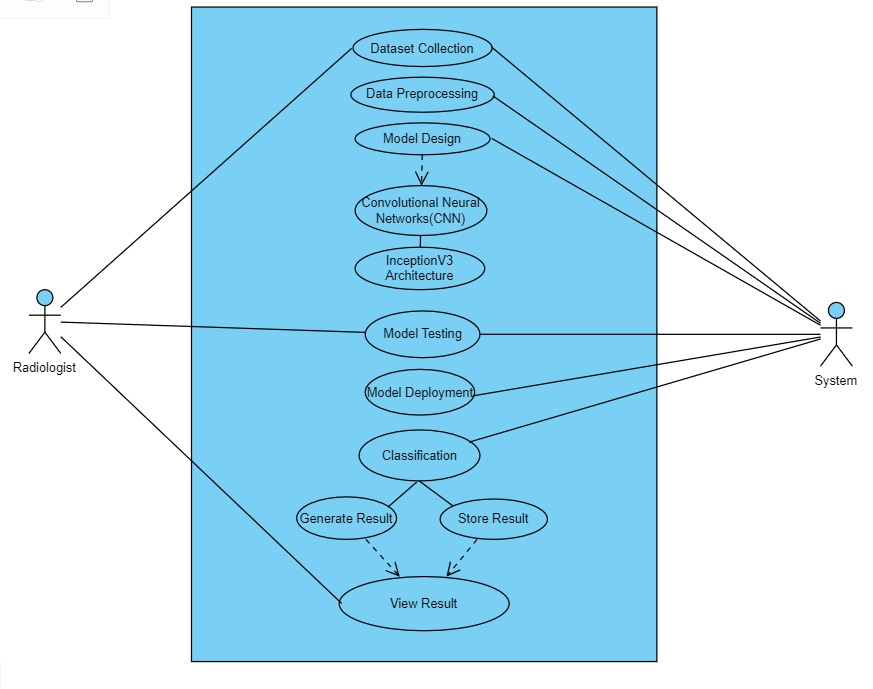 Dataset Collection
Data Preprocessing
Model Design
Convolutional Neural
Networks(CNN)
InceptionV3
Architecture
Model Testing
Radiologist
System
Model Deployment
Classification
Generate Result
Store Result
View Result